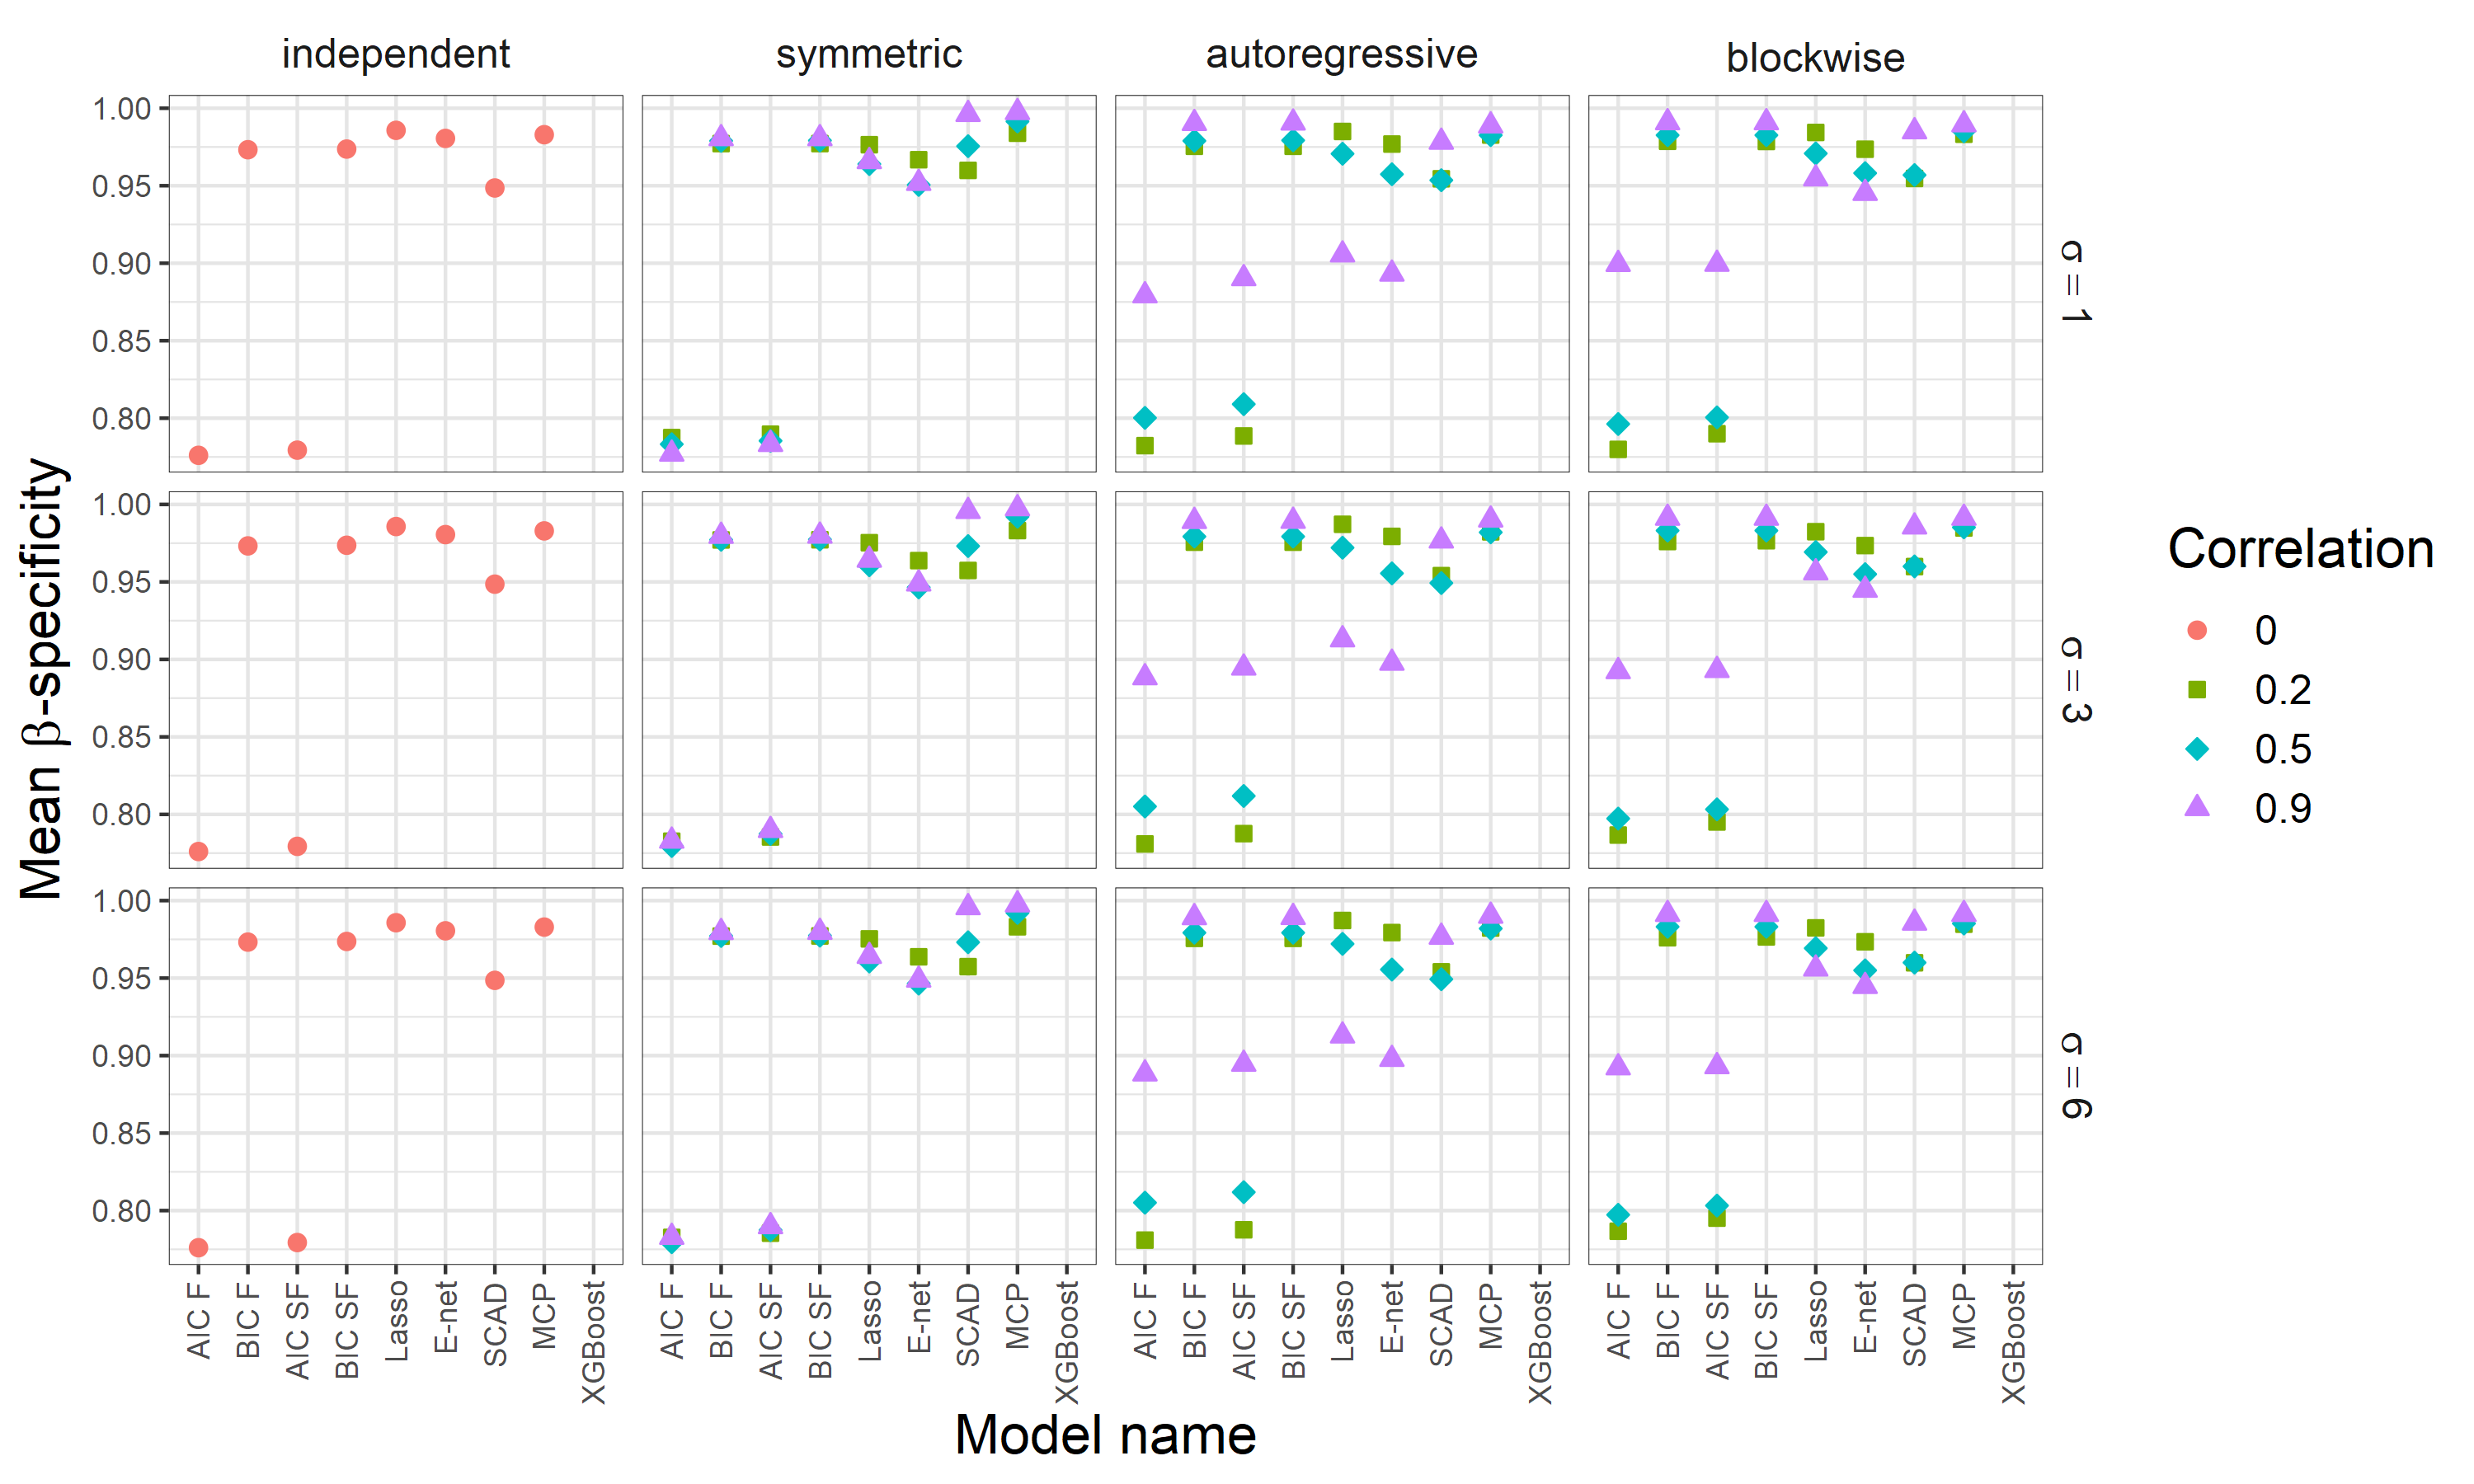 independent symmetric autoregressive blockwise
1.00
0.95
0.90
0.85
0.80
σ = 1
1.00
0.95
0.90
0.85
0.80
σ = 3
1.00
0.95
0.90
0.85
0.80
σ = 6
Mean β-specificity
AIC F BIC F AIC SF BIC SF Lasso E-net SCAD MCP XGBoost AIC F BIC F AIC SF BIC SF Lasso E-net SCAD MCP XGBoost AIC F BIC F AIC SF BIC SF Lasso E-net SCAD MCP XGBoost AIC F BIC F AIC SF BIC SF Lasso E-net SCAD MCP XGBoost
Model name
Correlation
0
0.2
0.5
0.9